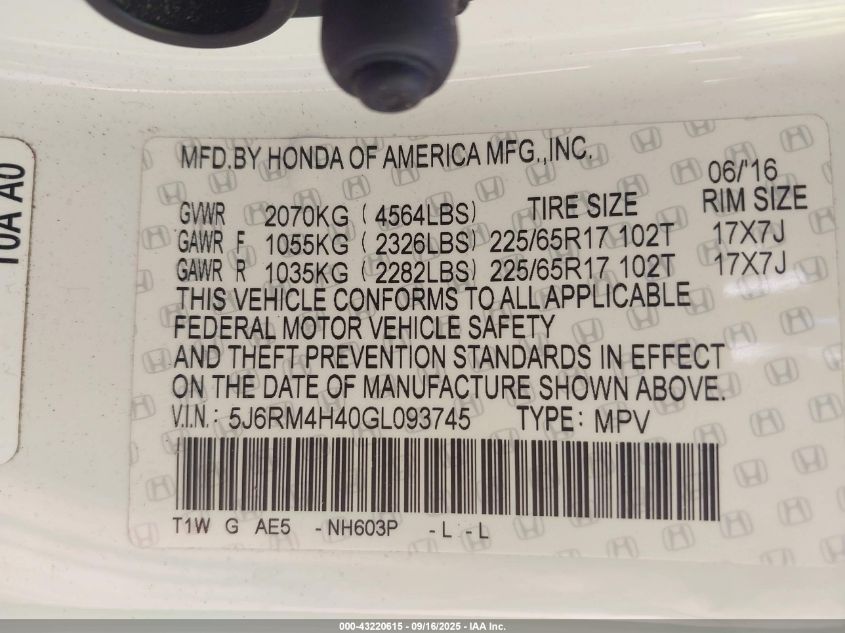 MFD.BY HONDA OF AMERICA MFG.,INC.
06/'16
GVWR 2070KG (4564LBS) TIRE SIZE RIM SIZE
GAWR F 1055KG (2326LBS) 225/65R17 102T 17X7J
GAWR R 1035KG (2282LBS) 225/65R17 102T 17X7J
THIS VEHICLE CONFORMS TO ALL APPLICABLE
FEDERAL MOTOR VEHICLE SAFETY
AND THEFT PREVENTION STANDARDS IN EFFECT
ON THE DATE OF MANUFACTURE SHOWN ABOVE.
V.I.N.: 5J6RM4H40GL093745 TYPE: MPV
T1W G AE5 -NH603P -L -L
10A A0
000-43220615 - 09/16/2025 - IAA Inc.